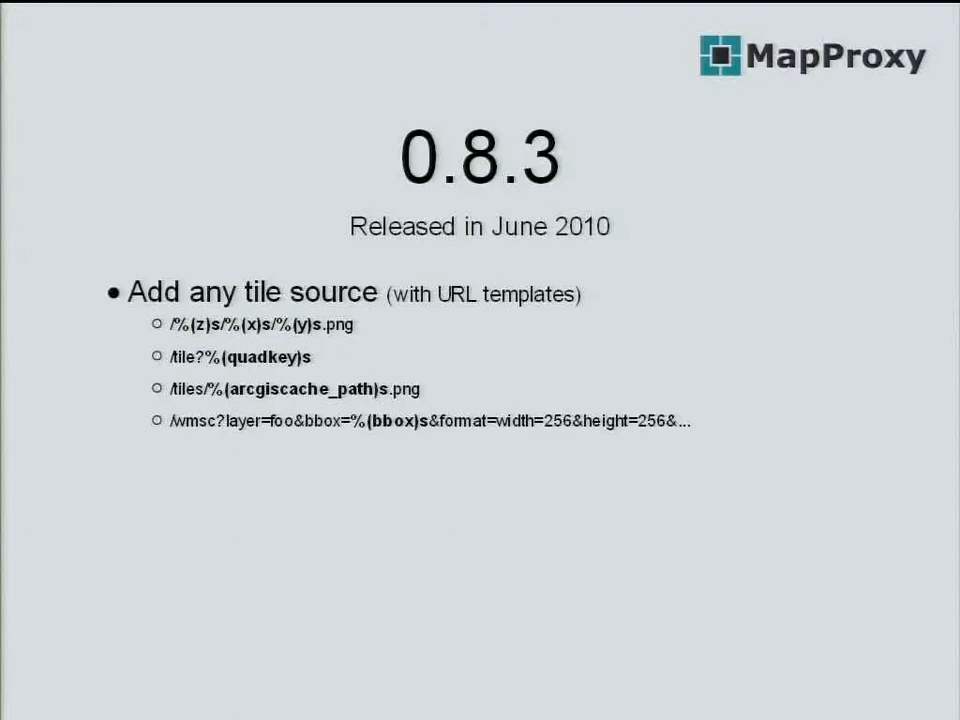 MapProxy
0.8.3
Released in June 2010
• Add any tile source (with URL templates)
○ /%(z)s/%(x)s/%(y)s.png
○ /tile?%(quadkey)s
○ /tiles/%(arcgiscache_path)s.png
○ /wmsc?layer=foo&bbox=%(bbox)s&format=width=256&height=256&...